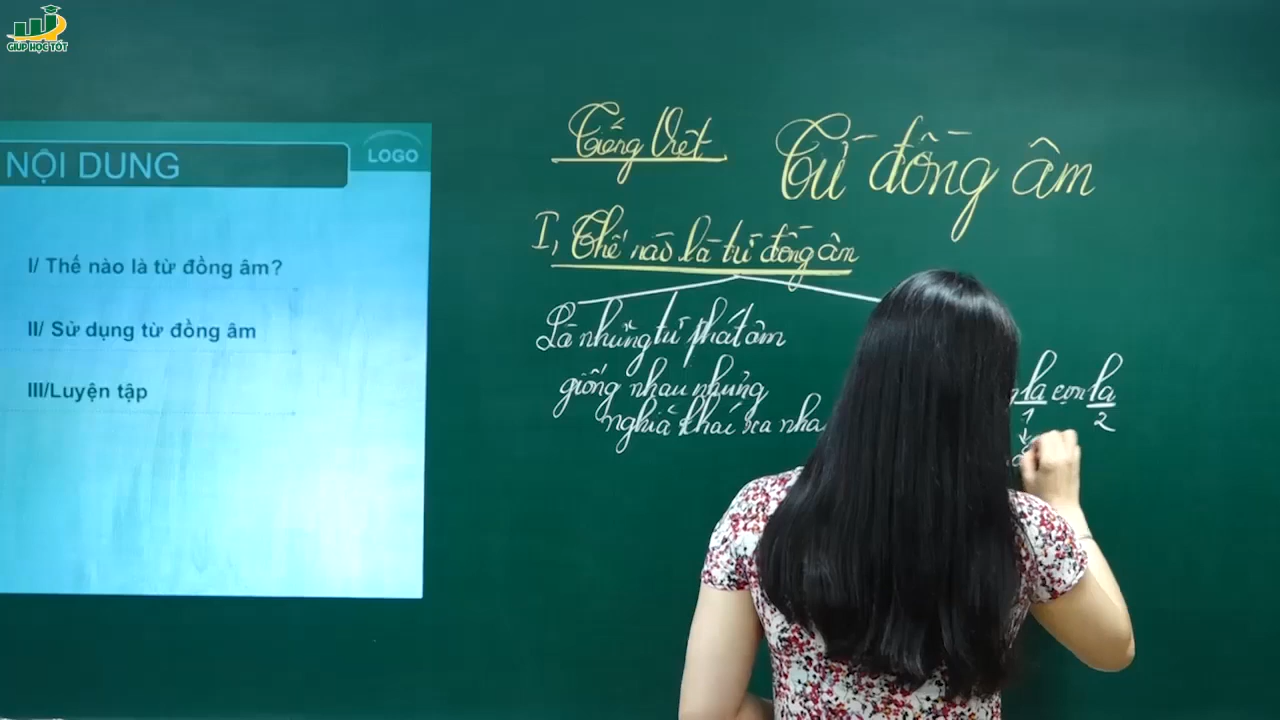 GIÚP HỌC TỐT
NỘI DUNG
LOGO
I/ Thế nào là từ đồng âm?
II/ Sử dụng từ đồng âm
III/Luyện tập
Tiếng Việt
Từ đồng âm
I, Thế nào là từ đồng âm
Là những từ phát âm
giống nhau nhưng
nghĩa khác xa nha
la con la
1
2